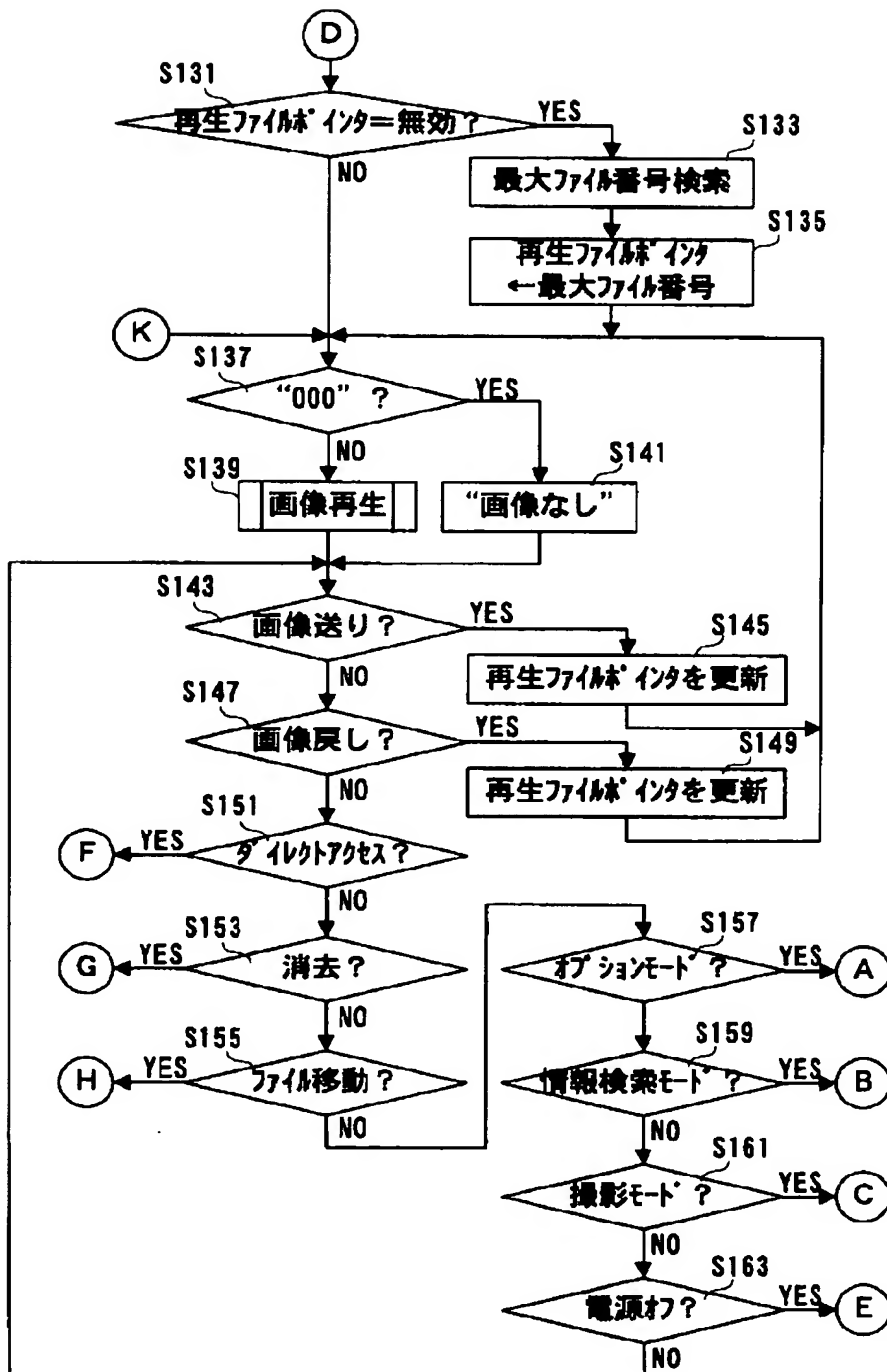 D
S131
再生ファイルポインタ=無効?
YES
NO
S133
最大ファイル番号検索
S135
再生ファイルポインタ
←最大ファイル番号
K
S137
“000” ?
YES
NO
S139
画像再生
S141
“画像なし”
S143
画像送り?
YES
NO
S145
再生ファイルポインタを更新
S147
画像戻し?
YES
NO
S149
再生ファイルポインタを更新
S151
ダイレクトアクセス?
YES
F
NO
S153
消去?
YES
G
NO
S155
ファイル移動?
YES
H
NO
S157
オプションモード?
YES
A
S159
情報検索モード?
YES
B
NO
S161
撮影モード?
YES
C
NO
S163
電源オフ?
YES
E
NO